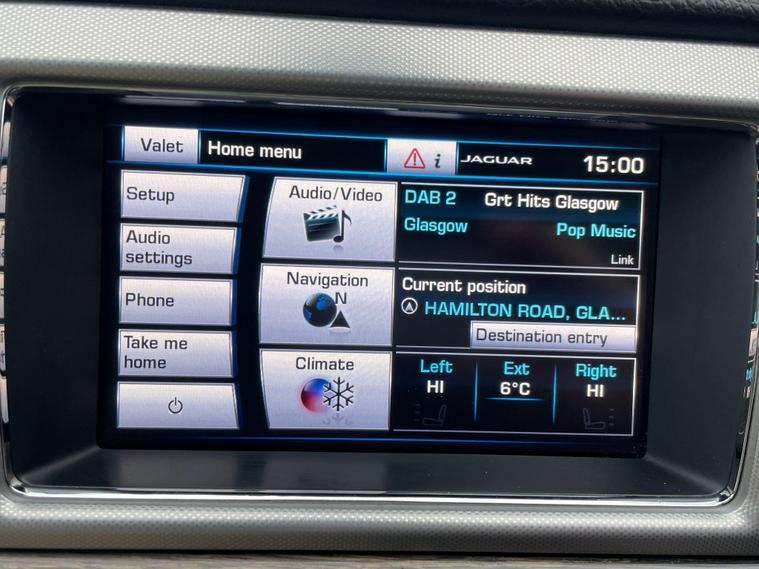 Valet
Home menu
i
JAGUAR
15:00
Setup
Audio settings
Phone
Take me home
Audio/Video
Navigation
N
Climate
DAB 2 Grt Hits Glasgow
Glasgow Pop Music
Link
Current position
HAMILTON ROAD, GLA...
Destination entry
Left Ext Right
HI 6°C HI